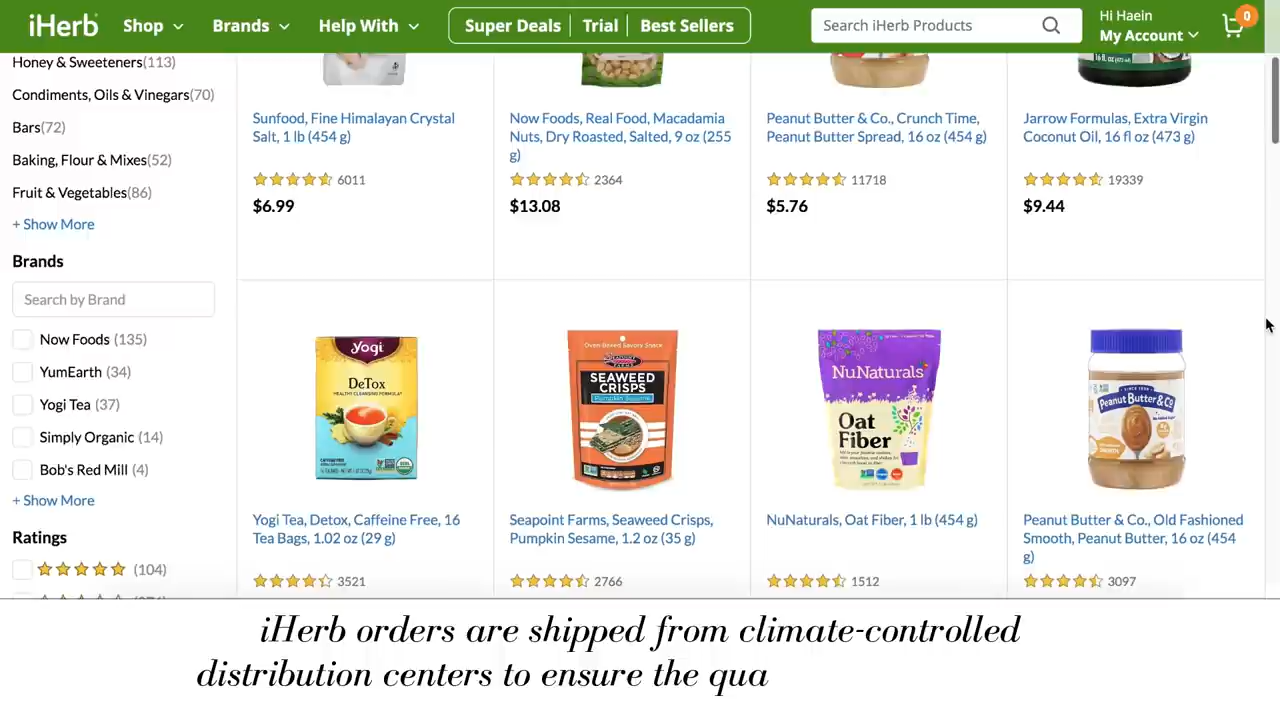 iHerb Shop Brands Help With Super Deals Trial Best Sellers Search iHerb Products Hi Haein 0
My Account
Honey & Sweeteners(113)
Condiments, Oils & Vinegars(70)
Bars(72)
Baking, Flour & Mixes(52)
Fruit & Vegetables(86)
+ Show More
Brands
Search by Brand
Now Foods (135)
YumEarth (34)
Yogi Tea (37)
Simply Organic (14)
Bob's Red Mill (4)
+ Show More
Ratings
(104)
Sunfood, Fine Himalayan Crystal
Salt, 1 lb (454 g)
6011
$6.99
Now Foods, Real Food, Macadamia
Nuts, Dry Roasted, Salted, 9 oz (255
g)
2364
$13.08
Peanut Butter & Co., Crunch Time,
Peanut Butter Spread, 16 oz (454 g)
11718
$5.76
Jarrow Formulas, Extra Virgin
Coconut Oil, 16 fl oz (473 g)
19339
$9.44
yogi
DeTox
HEALTHY CLEANSING FORMULA
Yogi Tea, Detox, Caffeine Free, 16
Tea Bags, 1.02 oz (29 g)
3521
Oven-Baked Savory Snack
SEAWEED
CRISPS
Pumpkin Sesame
Seapoint Farms, Seaweed Crisps,
Pumpkin Sesame, 1.2 oz (35 g)
2766
NuNaturals
Oat
Fiber
NuNaturals, Oat Fiber, 1 lb (454 g)
1512
Peanut Butter & Co
Peanut Butter & Co., Old Fashioned
Smooth, Peanut Butter, 16 oz (454
g)
3097
iHerb orders are shipped from climate-controlled
distribution centers to ensure the qua